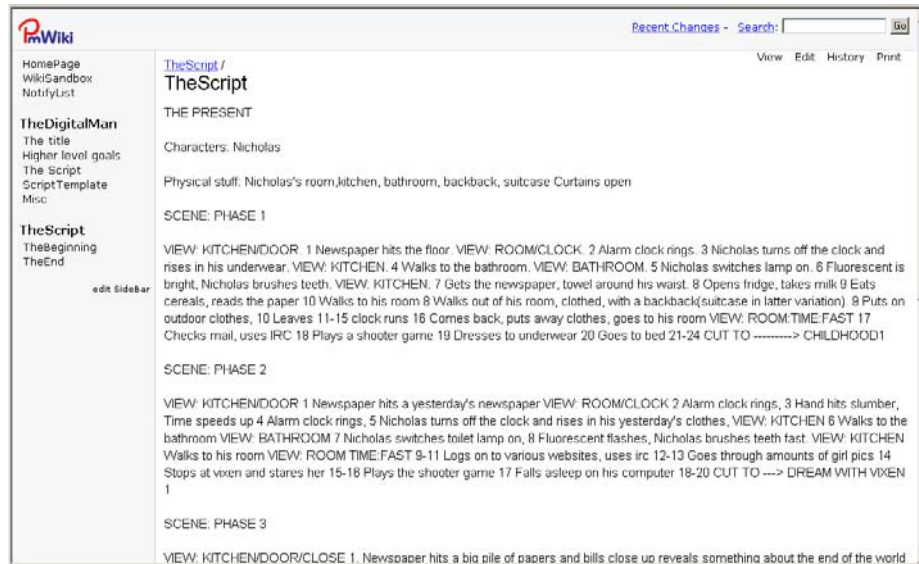 PmWiki
Recent Changes - Search: Go
View Edit History Print
HomePage
WikiSandbox
NotifyList
TheDigitalMan
The title
Higher level goals
The Script
ScriptTemplate
Misc
TheScript
TheBeginning
TheEnd
edit SideBar
TheScript /
TheScript
THE PRESENT
Characters: Nicholas
Physical stuff: Nicholas's room,kitchen, bathroom, backback, suitcase Curtains open
SCENE: PHASE 1
VIEW: KITCHEN/DOOR. 1 Newspaper hits the floor. VIEW: ROOM/CLOCK. 2 Alarm clock rings. 3 Nicholas turns off the clock and
rises in his underwear. VIEW: KITCHEN. 4 Walks to the bathroom. VIEW: BATHROOM. 5 Nicholas switches lamp on. 6 Fluorescent is
bright, Nicholas brushes teeth. VIEW: KITCHEN. 7 Gets the newspaper, towel around his waist. 8 Opens fridge, takes milk 9 Eats
cereals, reads the paper 10 Walks to his room 8 Walks out of his room, clothed, with a backback(suitcase in latter variation). 9 Puts on
outdoor clothes, 10 Leaves 11-15 clock runs 16 Comes back, puts away clothes, goes to his room VIEW: ROOM:TIME:FAST 17
Checks mail, uses IRC 18 Plays a shooter game 19 Dresses to underwear 20 Goes to bed 21-24 CUT TO ---------> CHILDHOOD1
SCENE: PHASE 2
VIEW: KITCHEN/DOOR 1 Newspaper hits a yesterday's newspaper VIEW: ROOM/CLOCK 2 Alarm clock rings, 3 Hand hits slumber,
Time speeds up 4 Alarm clock rings, 5 Nicholas turns off the clock and rises in his yesterday's clothes, VIEW: KITCHEN 6 Walks to the
bathroom VIEW: BATHROOM 7 Nicholas switches toilet lamp on, 8 Fluorescent flashes, Nicholas brushes teeth fast. VIEW: KITCHEN
Walks to his room VIEW: ROOM TIME:FAST 9-11 Logs on to various websites, uses irc 12-13 Goes through amounts of girl pics 14
Stops at vixen and stares her 15-16 Plays the shooter game 17 Falls asleep on his computer 18-20 CUT TO ---> DREAM WITH VIXEN
1
SCENE: PHASE 3
VIEW: KITCHEN/DOOR/CLOSE 1. Newspaper hits a big pile of papers and bills close up reveals something about the end of the world